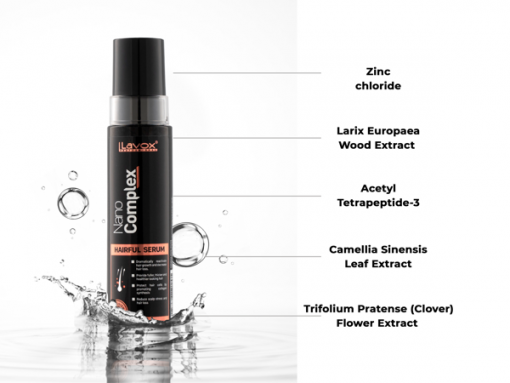 Lavox®
Nano
Complex
HAIRFUL SERUM
Zinc
chloride
Larix Europaea
Wood Extract
Acetyl
Tetrapeptide-3
Camellia Sinensis
Leaf Extract
Trifolium Pratense (Clover)
Flower Extract